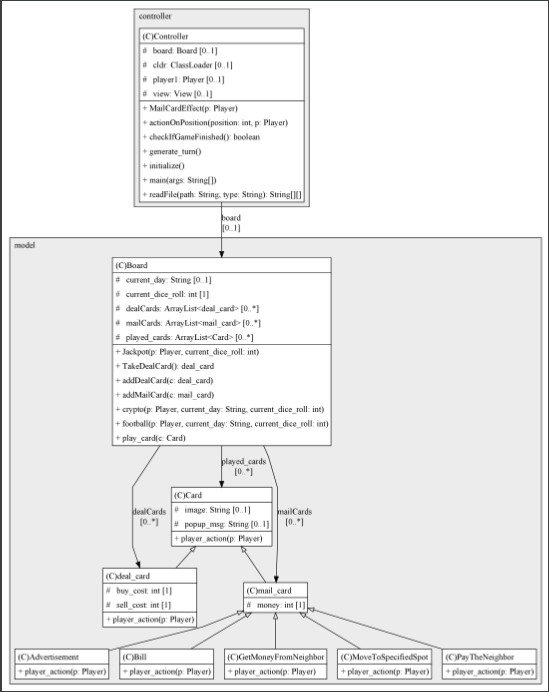 controller
(C)Controller
# board: Board [0..1]
# cldr: ClassLoader [0..1]
# player1: Player [0..1]
# view: View [0..1]
+ MailCardEffect(p: Player)
+ actionOnPosition(position: int, p: Player)
+ checkIfGameFinished(): boolean
+ generate_turn()
+ initialize()
+ main(args: String[])
+ readFile(path: String, type: String): String[][]
board
[0..1]
model
(C)Board
# current_day: String [0..1]
# current_dice_roll: int [1]
# dealCards: ArrayList<deal_card> [0..*]
# mailCards: ArrayList<mail_card> [0..*]
# played_cards: ArrayList<Card> [0..*]
+ Jackpot(p: Player, current_dice_roll: int)
+ TakeDealCard(): deal_card
+ addDealCard(c: deal_card)
+ addMailCard(c: mail_card)
+ crypto(p: Player, current_day: String, current_dice_roll: int)
+ football(p: Player, current_day: String, current_dice_roll: int)
+ play_card(c: Card)
played_cards
[0..*]
dealCards
[0..*]
(C)Card
# image: String [0..1]
# popup_msg: String [0..1]
+ player_action(p: Player)
mailCards
[0..*]
(C)deal_card
# buy_cost: int [1]
# sell_cost: int [1]
+ player_action(p: Player)
(C)mail_card
# money: int [1]
(C)Advertisement
+ player_action(p: Player)
(C)Bill
+ player_action(p: Player)
(C)GetMoneyFromNeighbor
+ player_action(p: Player)
(C)MoveToSpecifiedSpot
+ player_action(p: Player)
(C)PayTheNeighbor
+ player_action(p: Player)